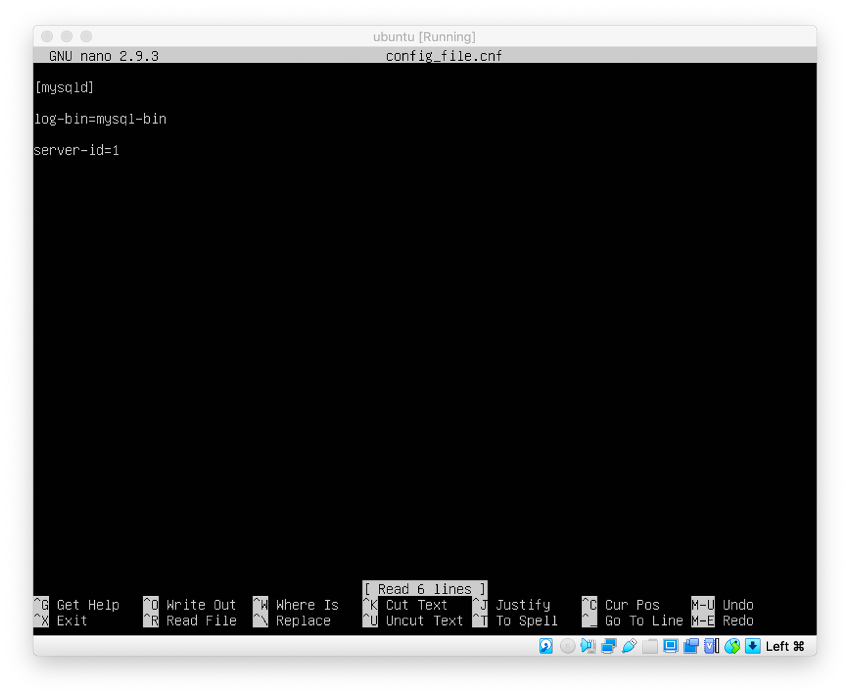 ubuntu [Running]
GNU nano 2.9.3 config_file.cnf
[mysqld]
log-bin=mysql-bin
server-id=1
[ Read 6 lines ]
^G Get Help ^O Write Out ^W Where Is ^K Cut Text ^J Justify ^C Cur Pos M-U Undo
^X Exit ^R Read File ^\ Replace ^U Uncut Text ^T To Spell ^_ Go To Line M-E Redo
Left ⌘